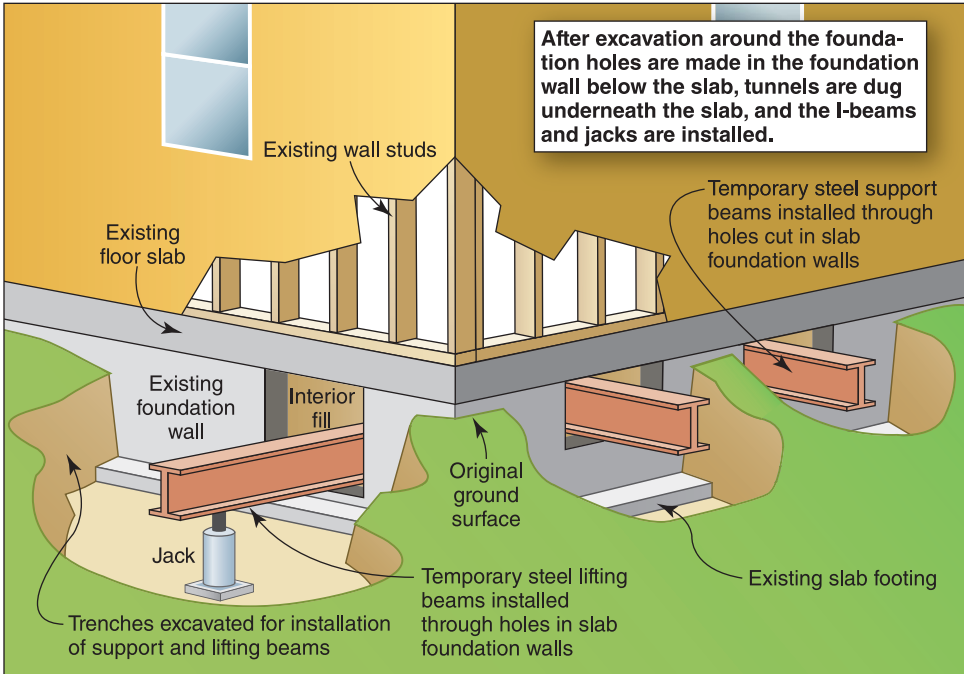 After excavation around the founda-
tion holes are made in the foundation
wall below the slab, tunnels are dug
underneath the slab, and the I-beams
and jacks are installed.
Existing wall studs
Temporary steel support
beams installed through
holes cut in slab
foundation walls
Existing
floor slab
Existing
foundation
wall
Interior
fill
Original
ground
surface
Jack
Temporary steel lifting
beams installed
through holes in slab
foundation walls
Existing slab footing
Trenches excavated for installation
of support and lifting beams